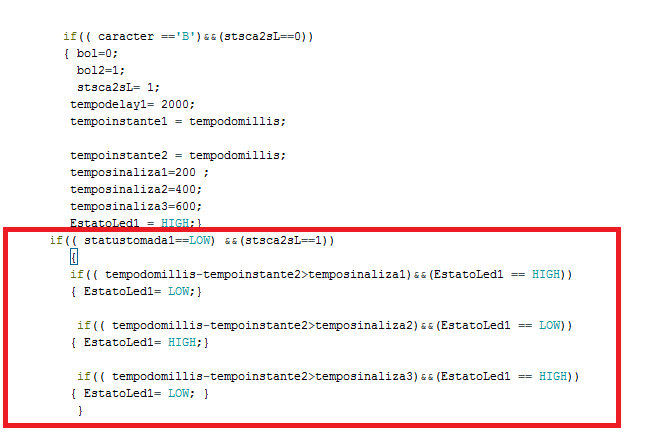 if(( caracter =='B')&&(stsca2sL==0))
{ bol=0;
bol2=1;
stsca2sL= 1;
tempodelay1= 2000;
tempoinstante1 = tempodomillis;
tempoinstante2 = tempodomillis;
temposinaliza1=200 ;
temposinaliza2=400;
temposinaliza3=600;
EstatoLed1 = HIGH;}
if(( statustomada1==LOW) &&(stsca2sL==1))
{
if(( tempodomillis-tempoinstante2>temposinaliza1)&&(EstatoLed1 == HIGH))
{ EstatoLed1= LOW;}
if(( tempodomillis-tempoinstante2>temposinaliza2)&&(EstatoLed1 == LOW))
{ EstatoLed1= HIGH;}
if(( tempodomillis-tempoinstante2>temposinaliza3)&&(EstatoLed1 == HIGH))
{ EstatoLed1= LOW; }
}